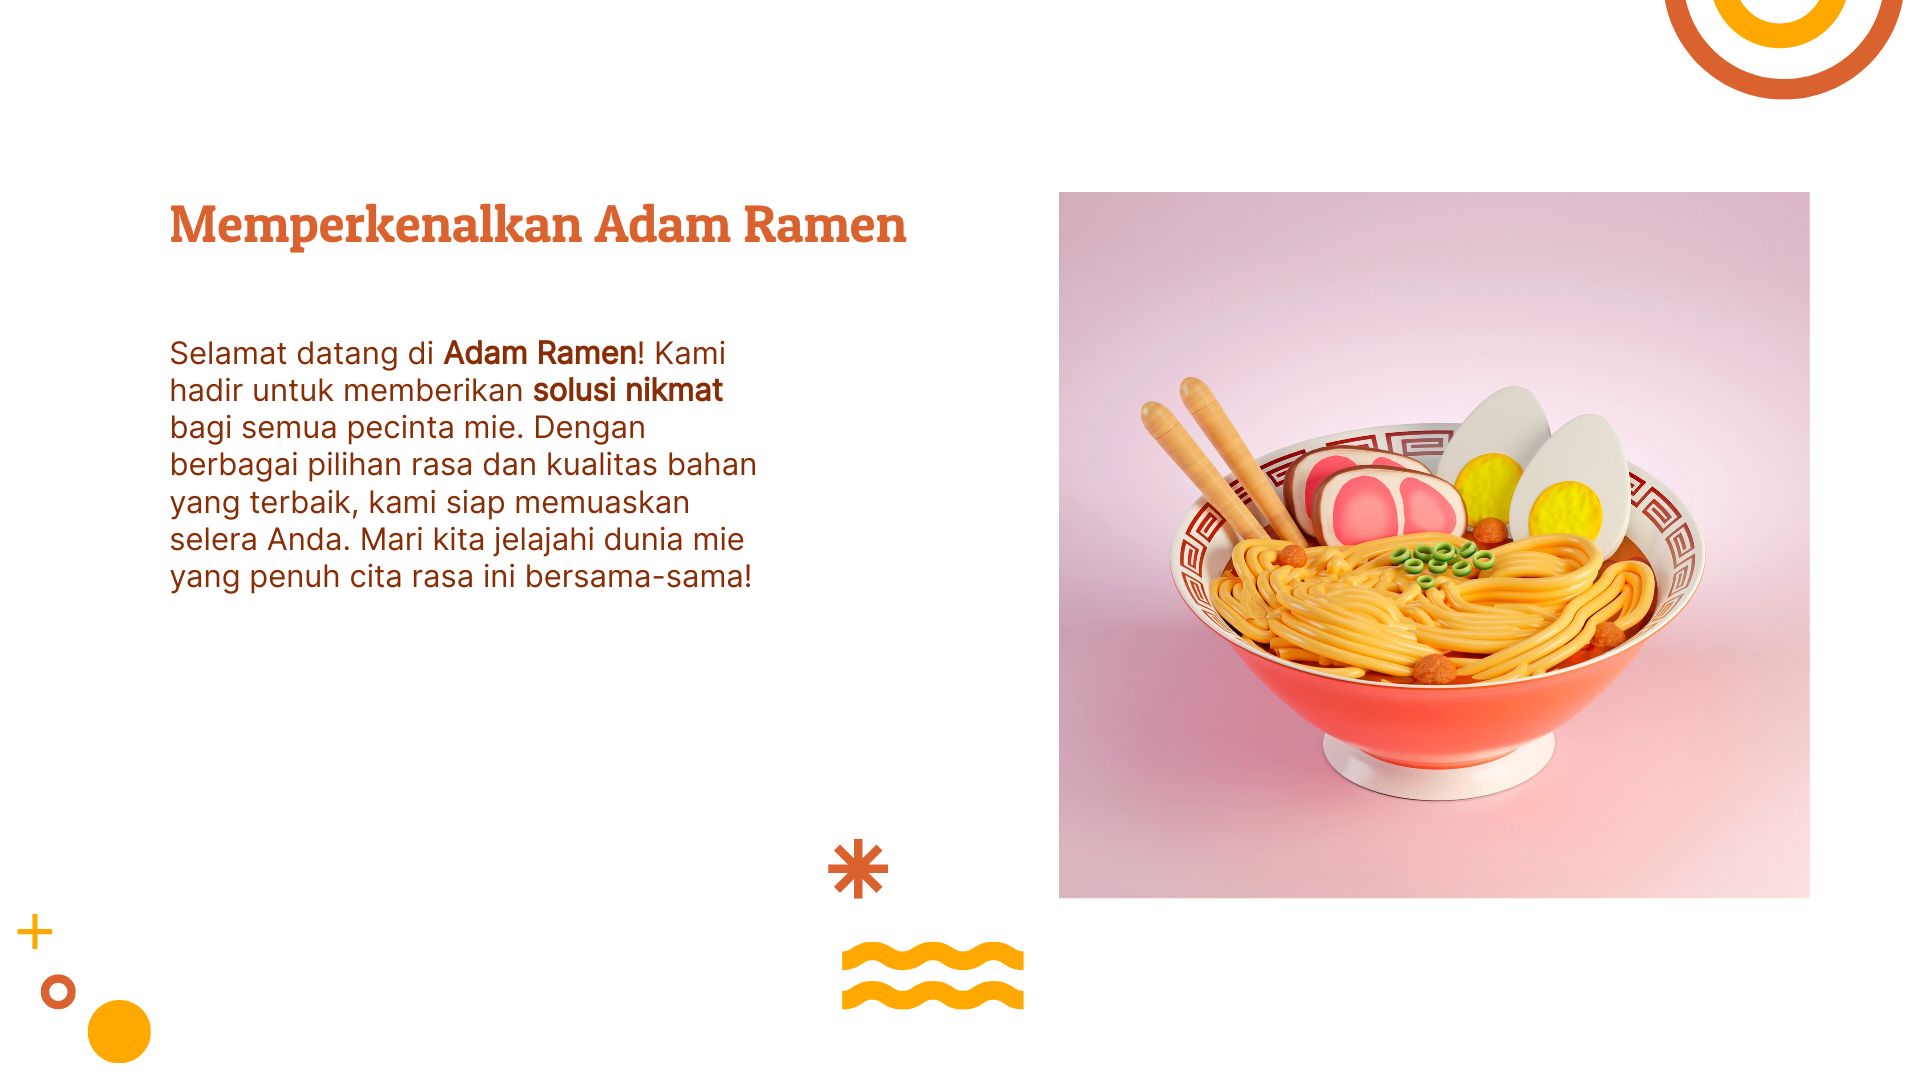 Memperkenalkan Adam Ramen
Selamat datang di Adam Ramen! Kami
hadir untuk memberikan solusi nikmat
bagi semua pecinta mie. Dengan
berbagai pilihan rasa dan kualitas bahan
yang terbaik, kami siap memuaskan
selera Anda. Mari kita jelajahi dunia mie
yang penuh cita rasa ini bersama-sama!